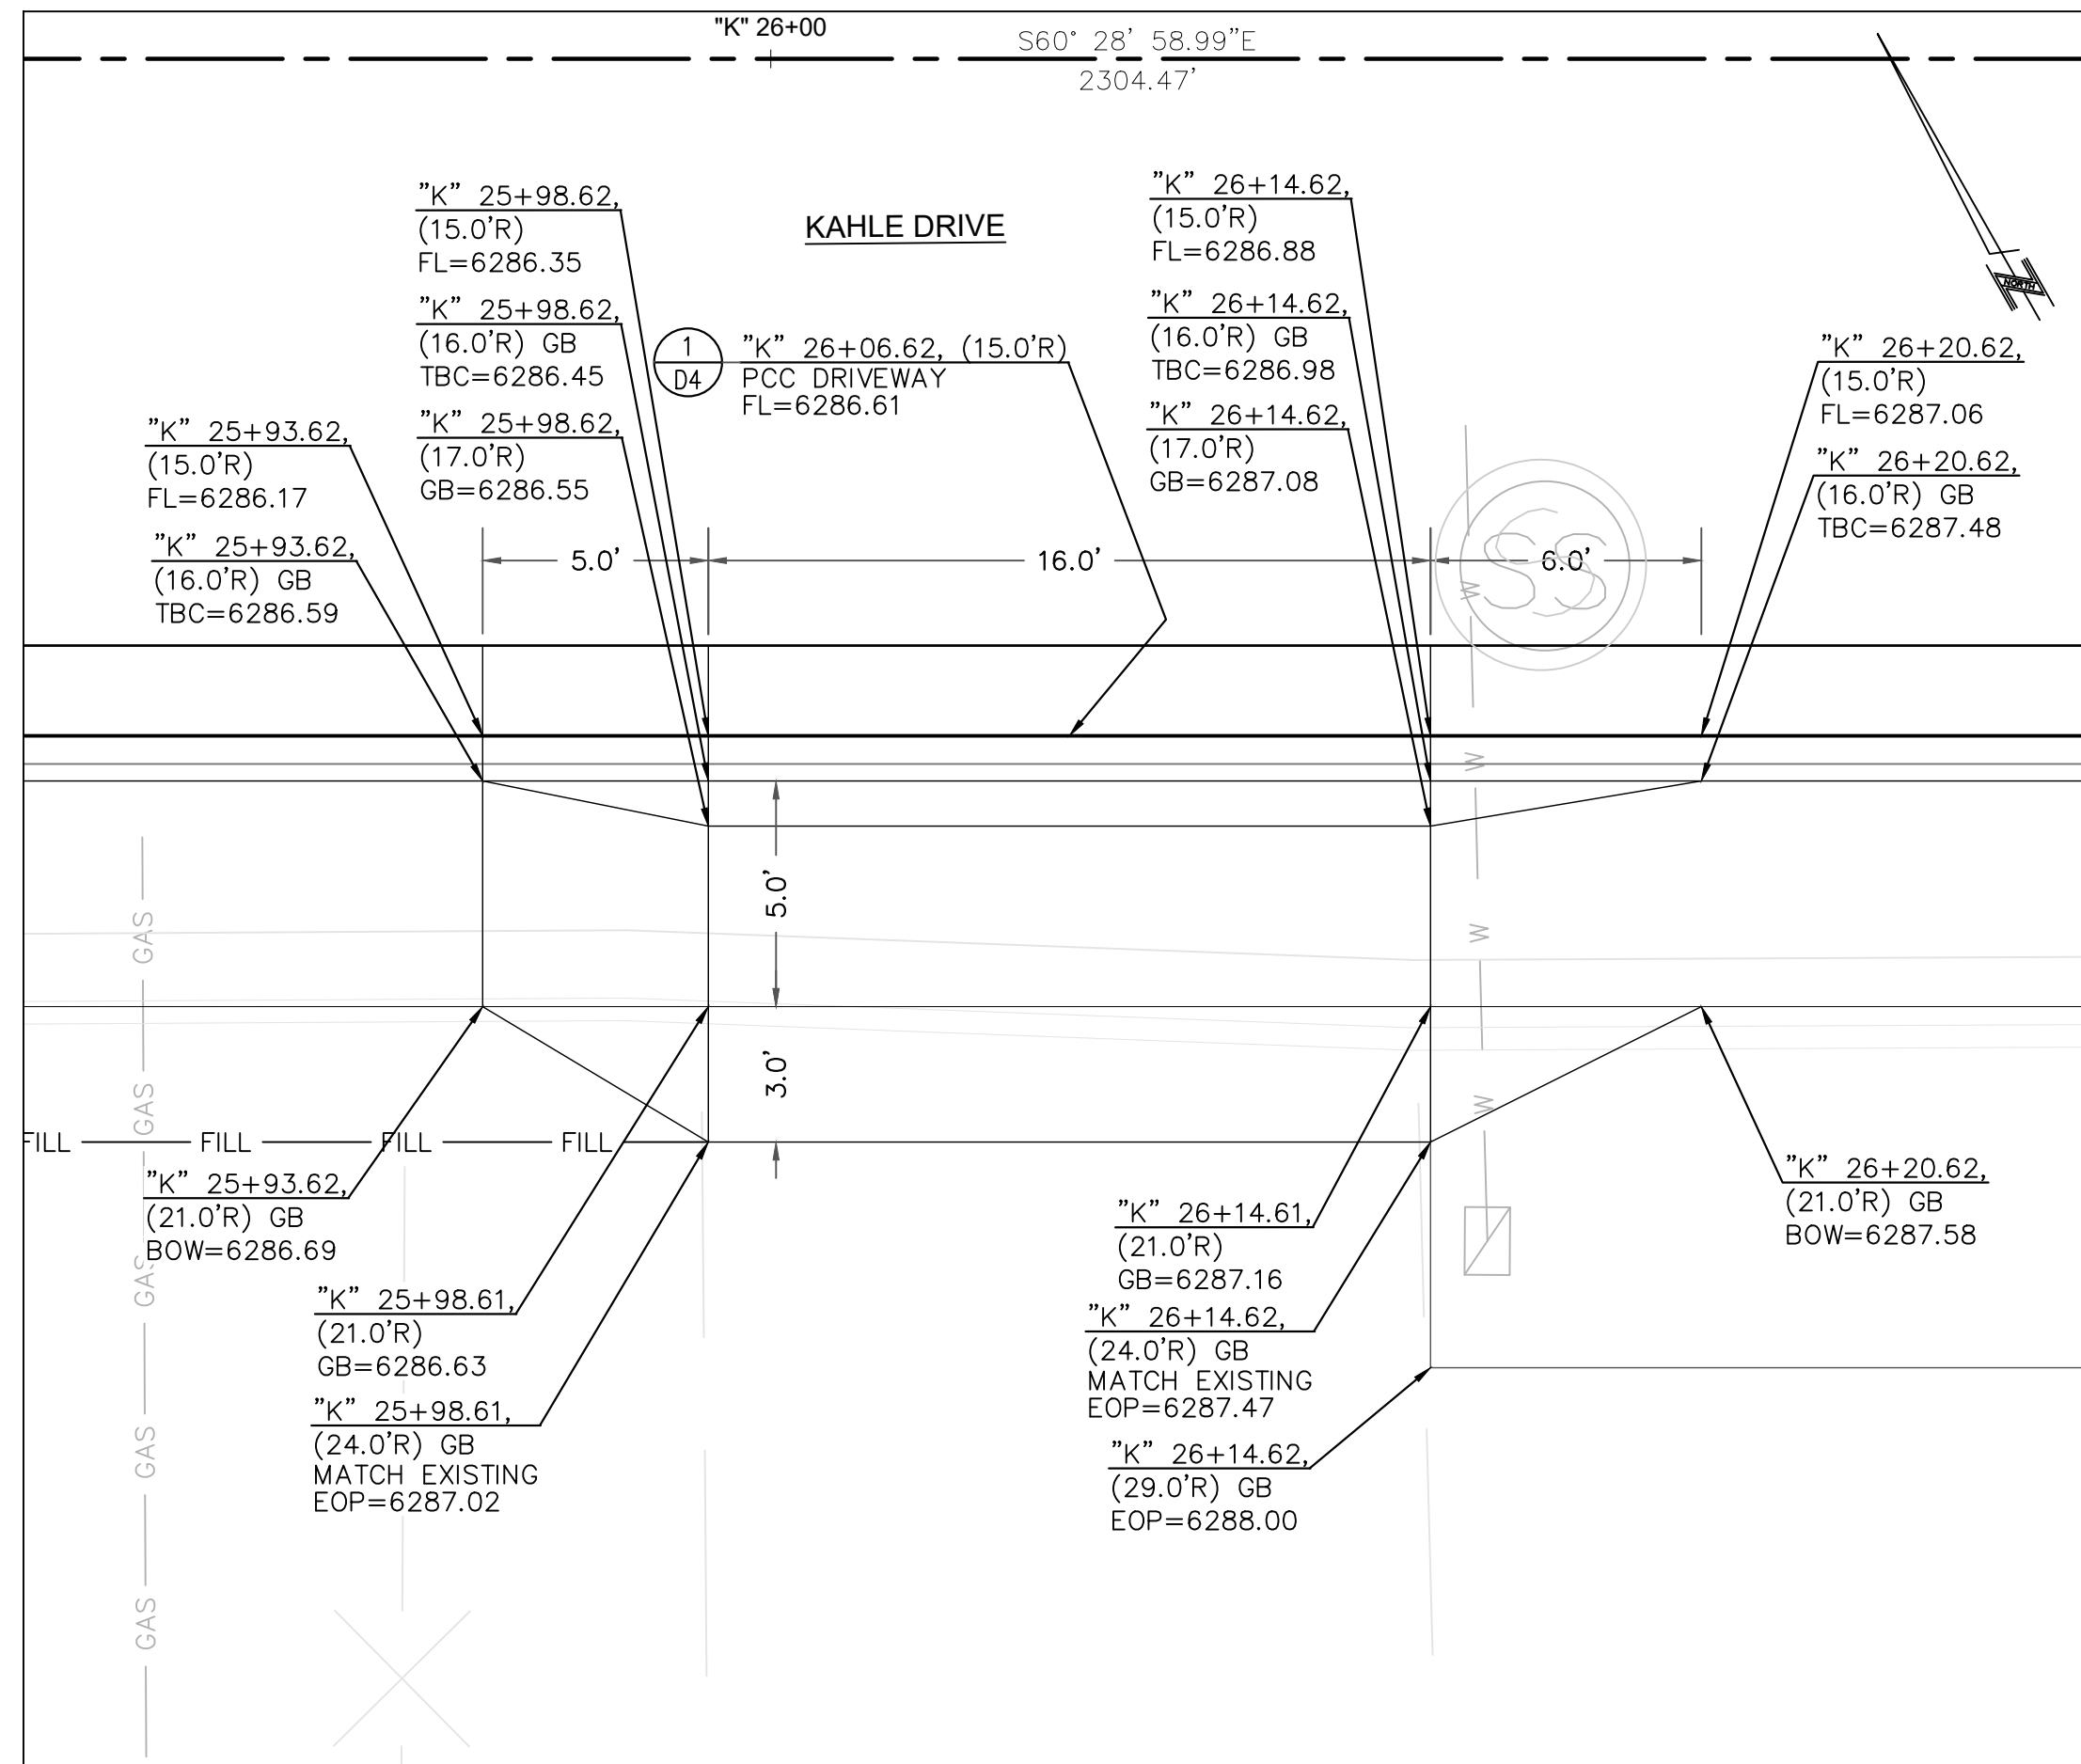 "K" 26+00
S60° 28' 58.99"E
2304.47'
NORTH
KAHLE DRIVE
"K" 25+98.62,
(15.0'R)
FL=6286.35
"K" 25+98.62,
(16.0'R) GB
TBC=6286.45
"K" 25+98.62,
(17.0'R)
GB=6286.55
1
D4
"K" 26+06.62, (15.0'R)
PCC DRIVEWAY
FL=6286.61
"K" 26+14.62,
(15.0'R)
FL=6286.88
"K" 26+14.62,
(16.0'R) GB
TBC=6286.98
"K" 26+14.62,
(17.0'R)
GB=6287.08
"K" 26+20.62,
(15.0'R)
FL=6287.06
"K" 26+20.62,
(16.0'R) GB
TBC=6287.48
"K" 25+93.62,
(15.0'R)
FL=6286.17
"K" 25+93.62,
(16.0'R) GB
TBC=6286.59
5.0'
16.0'
6.0'
SS
S
W
W
W
W
5.0'
3.0'
GAS
GAS
GAS
GAS
GAS
FILL
FILL
FILL
FILL
"K" 25+93.62,
(21.0'R) GB
BOW=6286.69
"K" 25+98.61,
(21.0'R)
GB=6286.63
"K" 25+98.61,
(24.0'R) GB
MATCH EXISTING
EOP=6287.02
"K" 26+14.61,
(21.0'R)
GB=6287.16
"K" 26+14.62,
(24.0'R) GB
MATCH EXISTING
EOP=6287.47
"K" 26+14.62,
(29.0'R) GB
EOP=6288.00
"K" 26+20.62,
(21.0'R) GB
BOW=6287.58